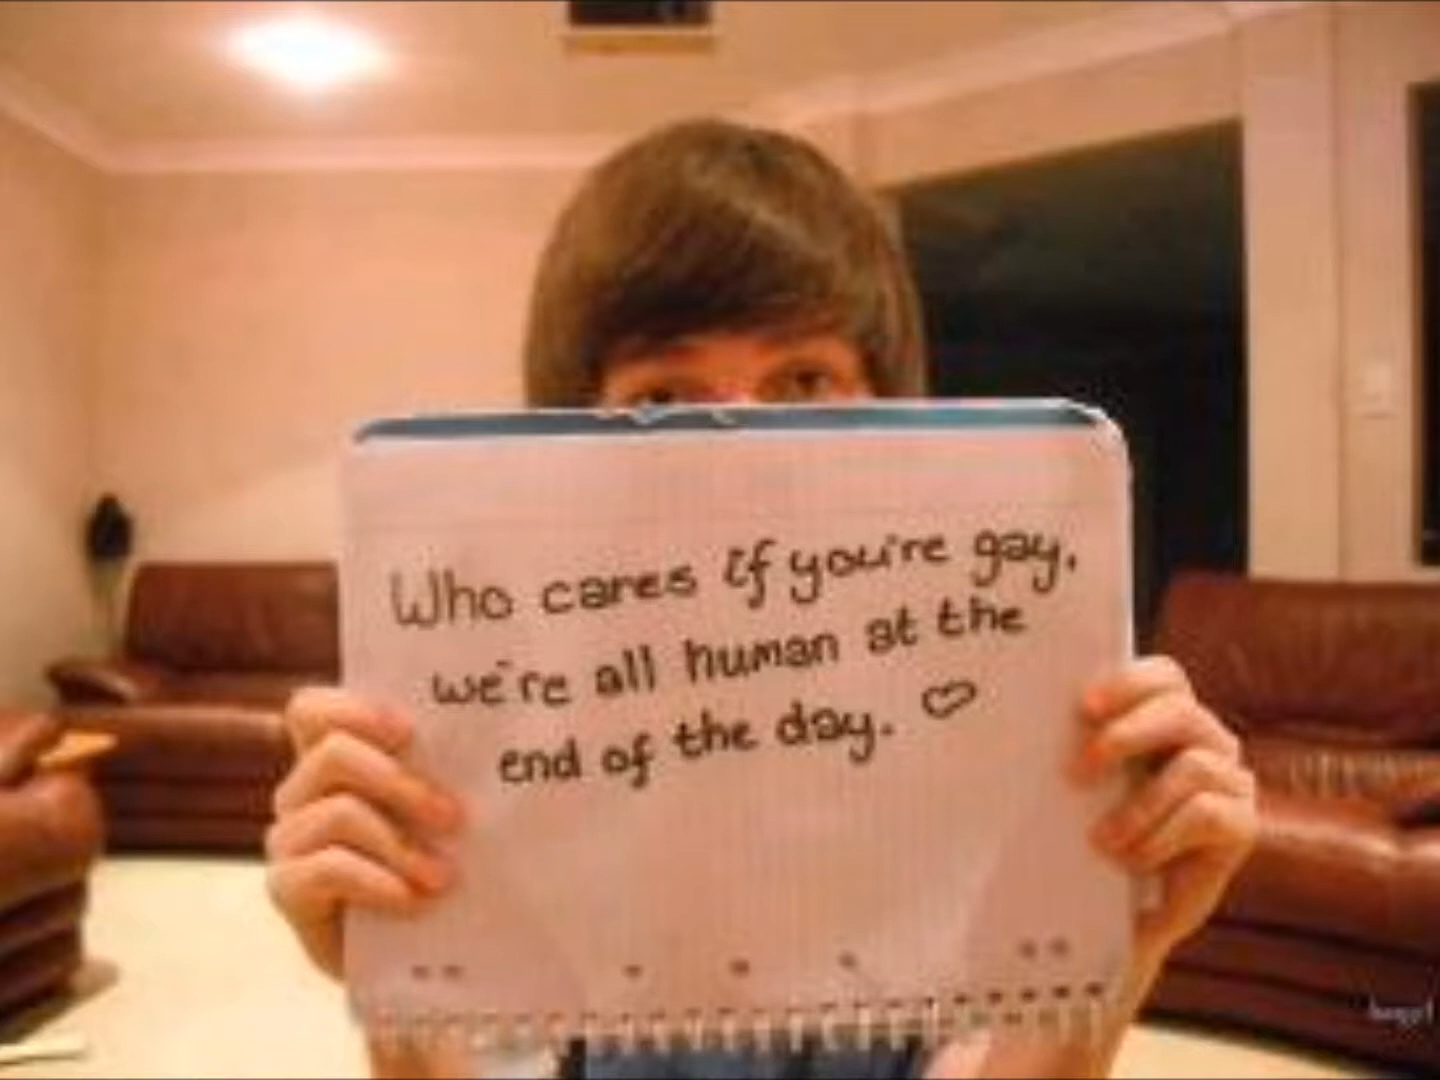 Who cares if you're gay,
we're all human at the
end of the day. ♡